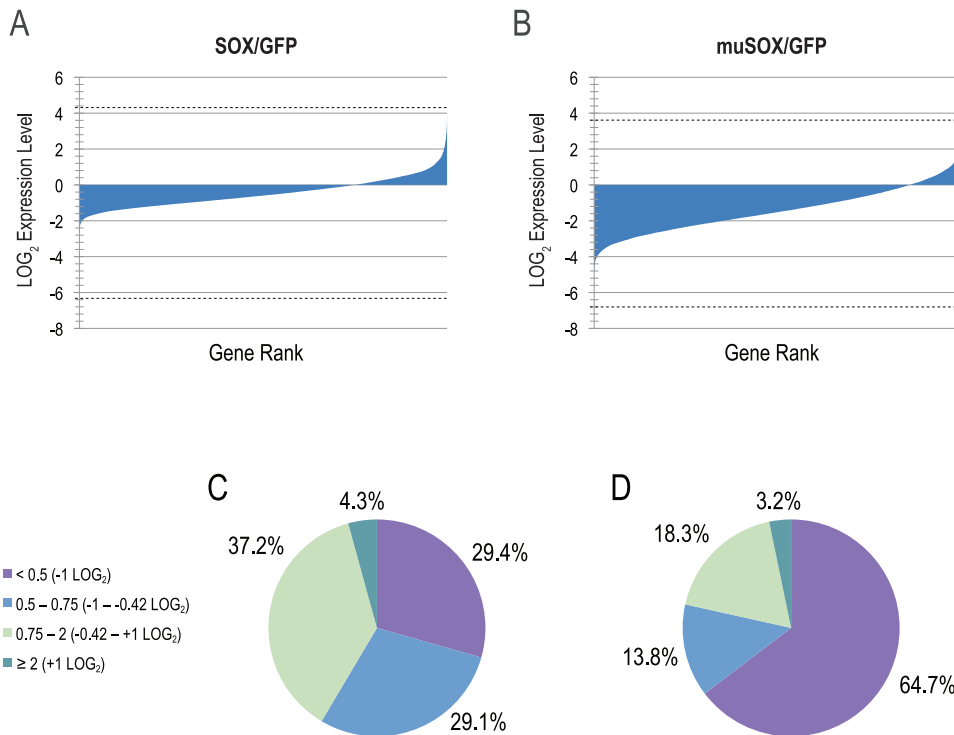 A
SOX/GFP
6
4
2
0
-2
-4
-6
-8
LOG₂ Expression Level
Gene Rank
B
muSOX/GFP
6
4
2
0
-2
-4
-6
-8
LOG₂ Expression Level
Gene Rank
< 0.5 (-1 LOG₂)
0.5 – 0.75 (-1 – -0.42 LOG₂)
0.75 – 2 (-0.42 – +1 LOG₂)
≥ 2 (+1 LOG₂)
C
4.3%
37.2%
29.4%
29.1%
D
3.2%
18.3%
13.8%
64.7%